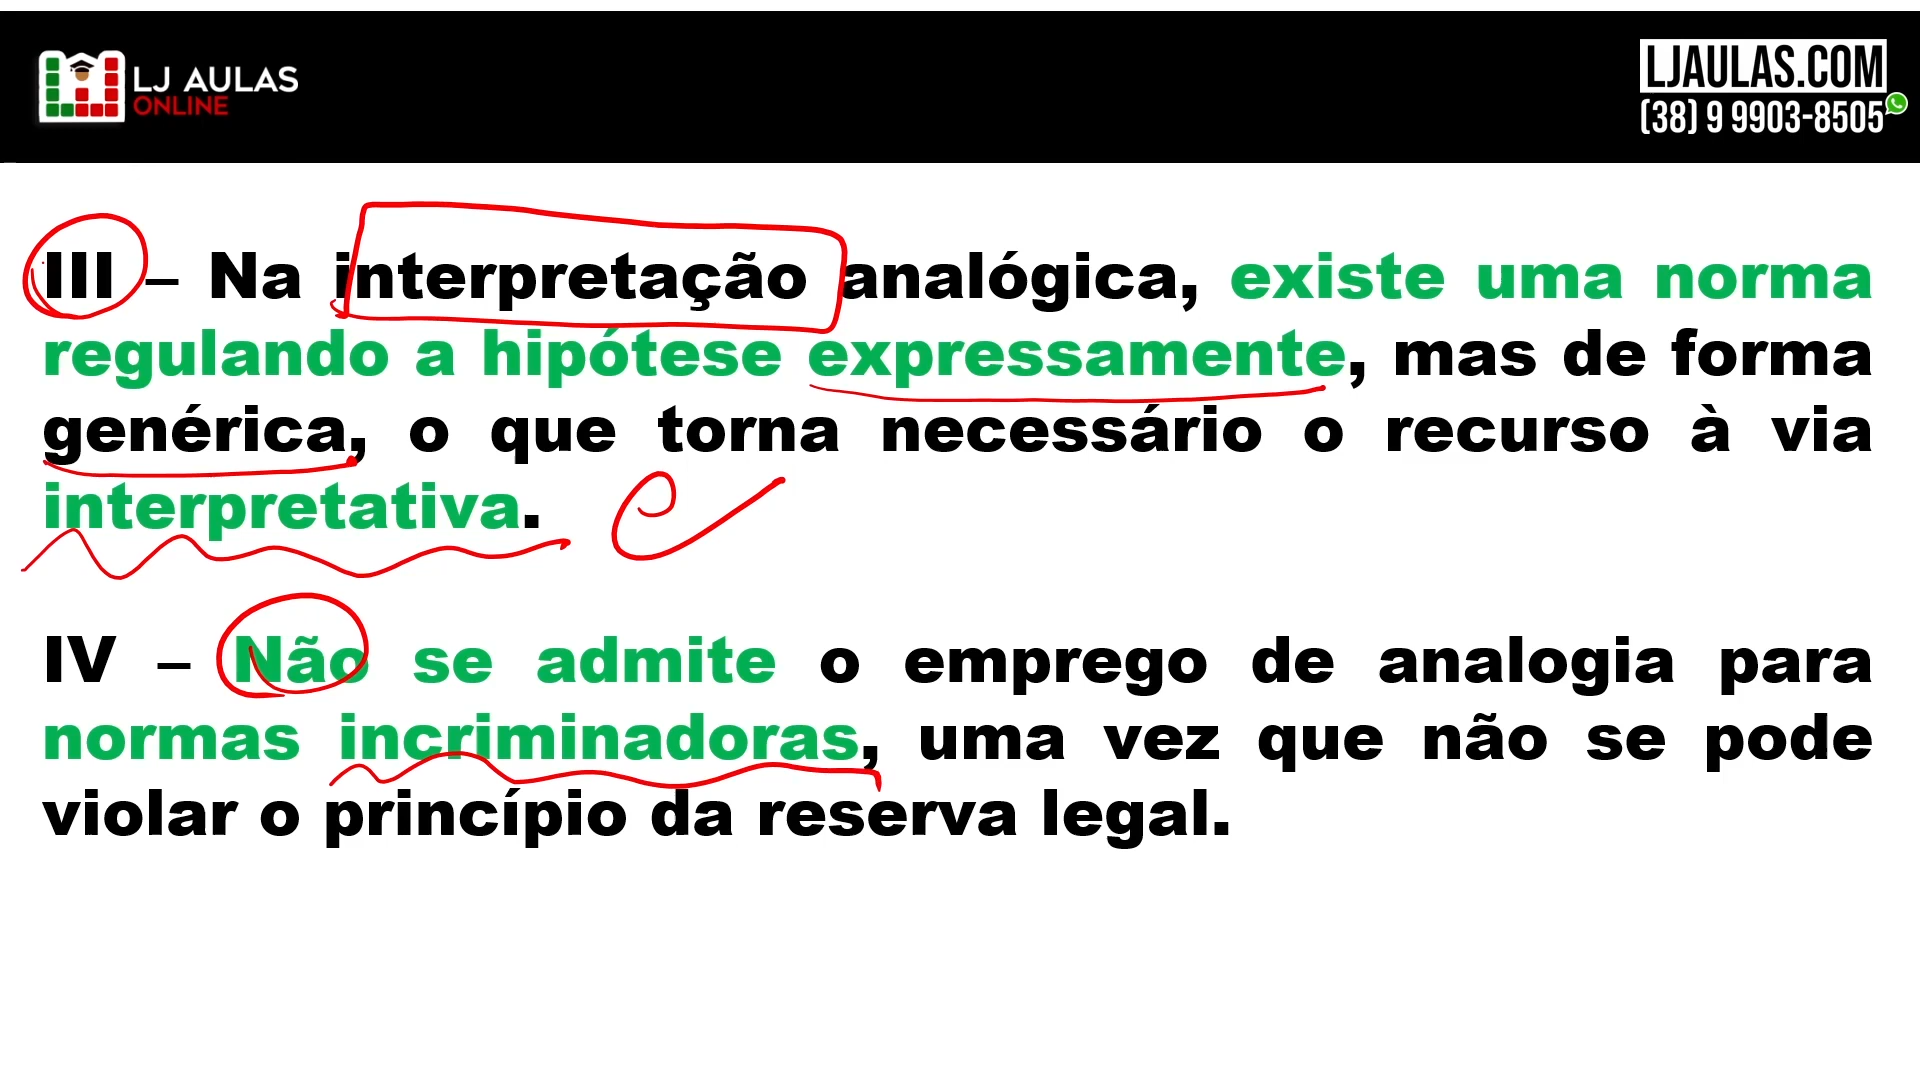 LJ AULAS
ONLINE
LJAULAS.COM
(38) 9 9903-8505
III – Na interpretação analógica, existe uma norma
regulando a hipótese expressamente, mas de forma
genérica, o que torna necessário o recurso à via
interpretativa.
IV – Não se admite o emprego de analogia para
normas incriminadoras, uma vez que não se pode
violar o princípio da reserva legal.